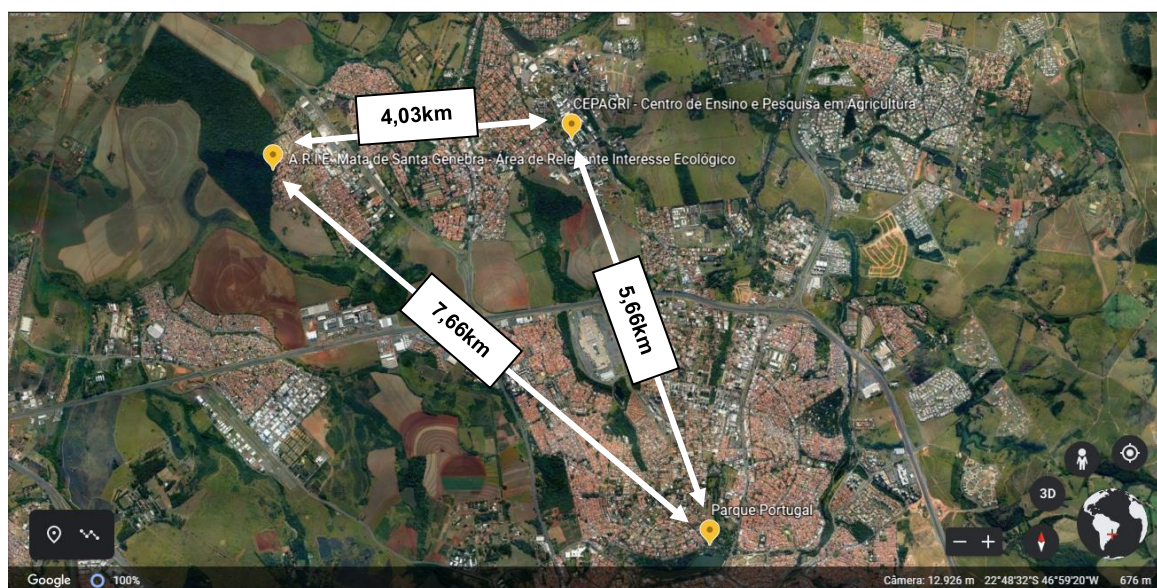 4,03km
CEPAGRI - Centro de Ensino e Pesquisa em Agricultura
A.R.I.E. Mata de Santa Genebra - Área de Relevante Interesse Ecológico
7,66km
5,66km
Parque Portugal
3D
Google 100% Câmera: 12.926 m 22°48'32"S 46°59'20"W 676 m